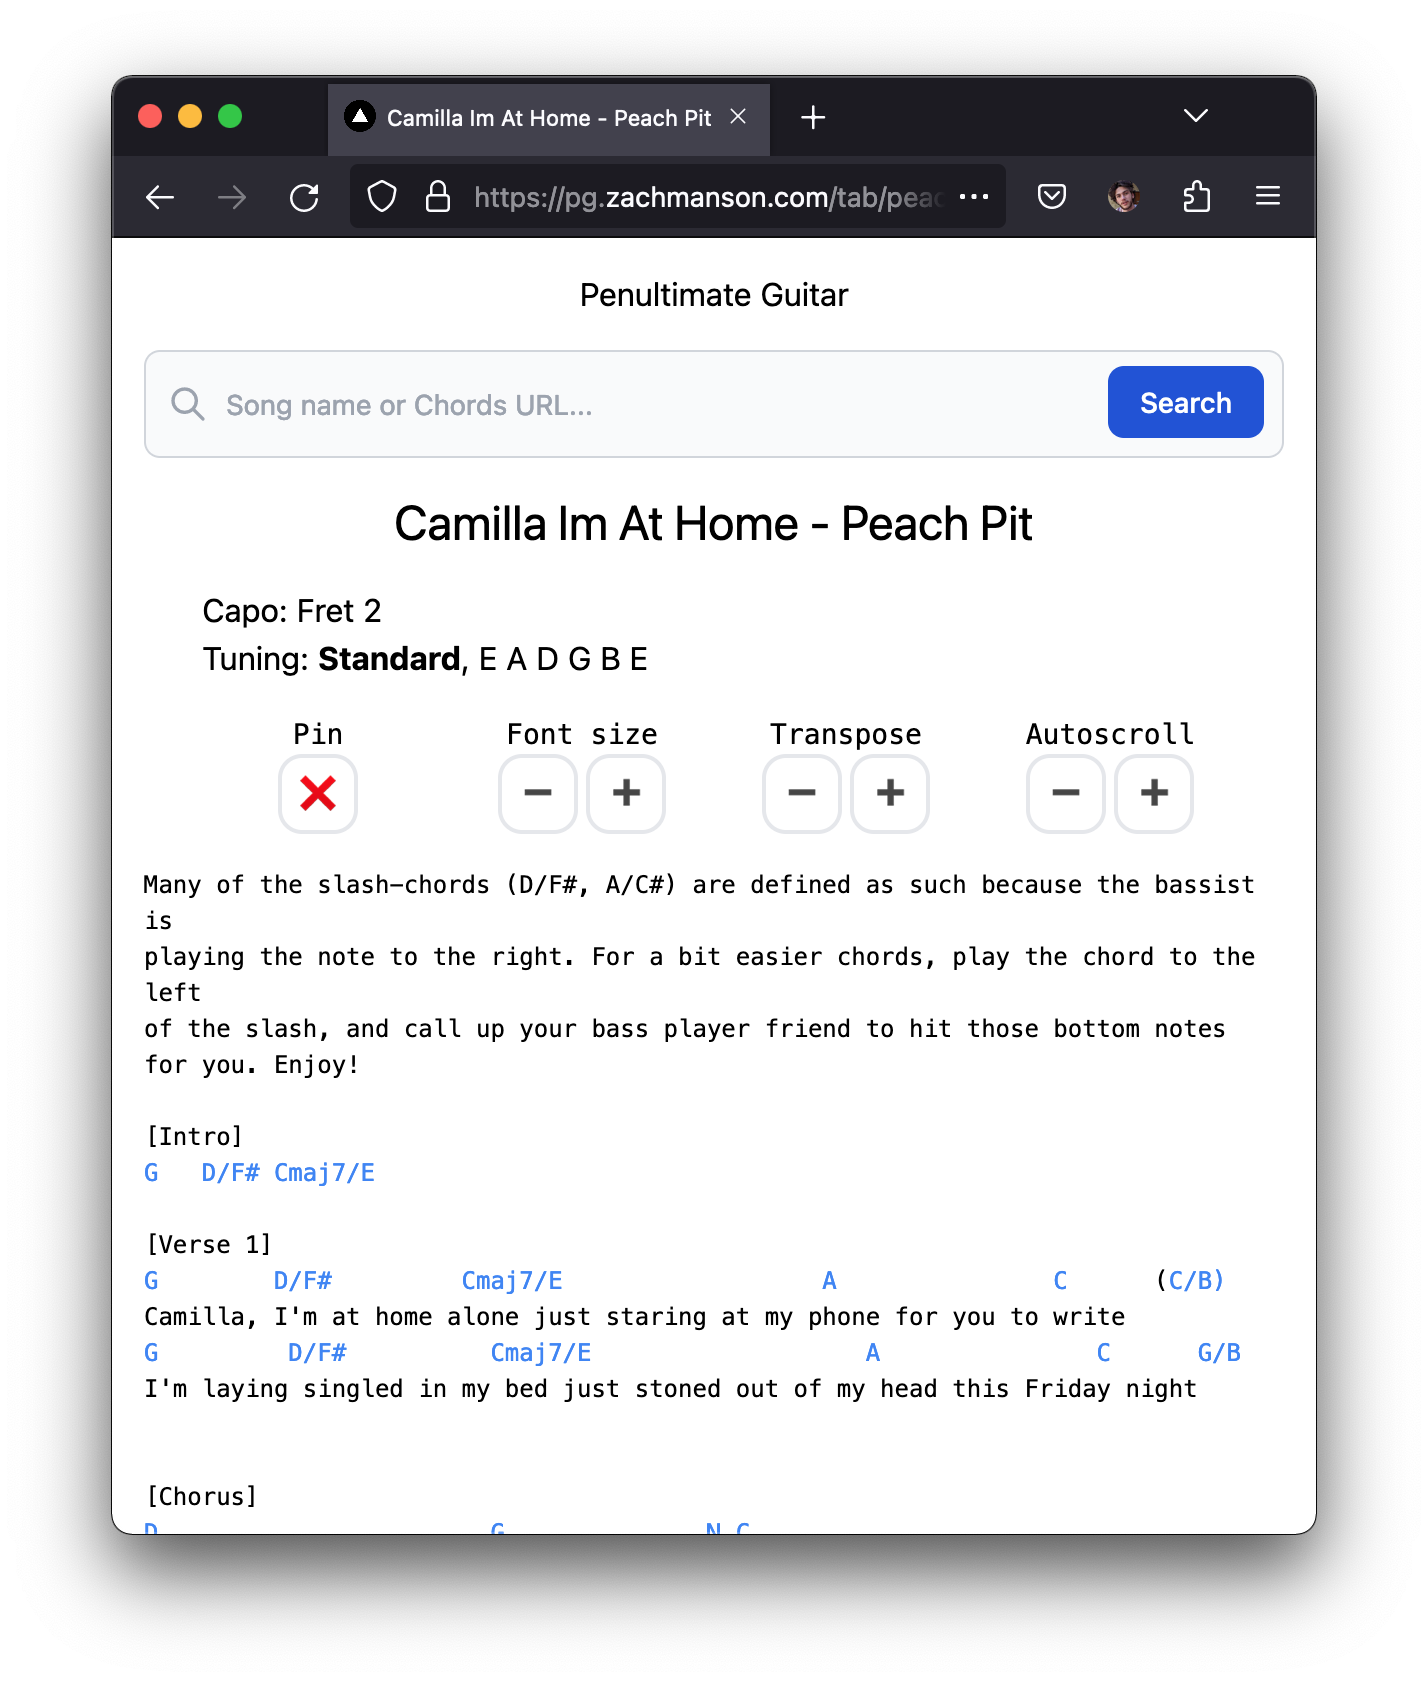 Camilla Im At Home - Peach Pit
https://pg.zachmanson.com/tab/peac
Penultimate Guitar
Song name or Chords URL...
Search
Camilla Im At Home - Peach Pit
Capo: Fret 2
Tuning: Standard, E A D G B E
Pin Font size Transpose Autoscroll
Many of the slash-chords (D/F#, A/C#) are defined as such because the bassist
is
playing the note to the right. For a bit easier chords, play the chord to the
left
of the slash, and call up your bass player friend to hit those bottom notes
for you. Enjoy!
[Intro]
G   D/F# Cmaj7/E
[Verse 1]
G        D/F#         Cmaj7/E                  A               C      (C/B)
Camilla, I'm at home alone just staring at my phone for you to write
G         D/F#          Cmaj7/E                   A               C      G/B
I'm laying singled in my bed just stoned out of my head this Friday night
[Chorus]
D                       G              N.C